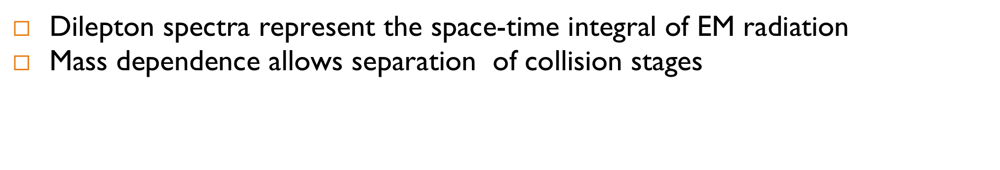 Dilepton spectra represent the space-time integral of EM radiation
Mass dependence allows separation  of collision stages